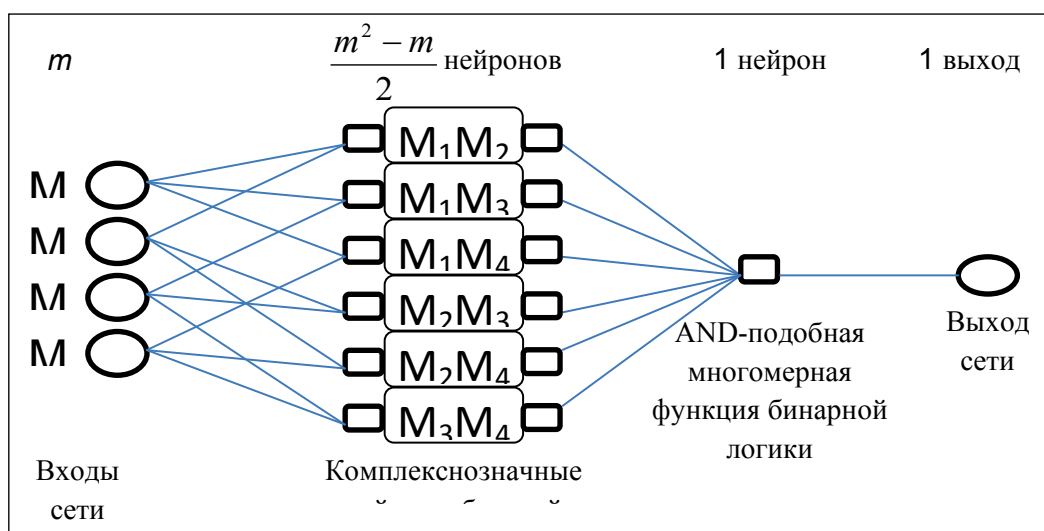 m
m² − m
2
нейронов
1 нейрон
1 выход
M
M
M
M
M₁M₂
M₁M₃
M₁M₄
M₂M₃
M₂M₄
M₃M₄
AND-подобная
многомерная
функция бинарной
логики
Выход
сети
Входы
сети
Комплекснозначные